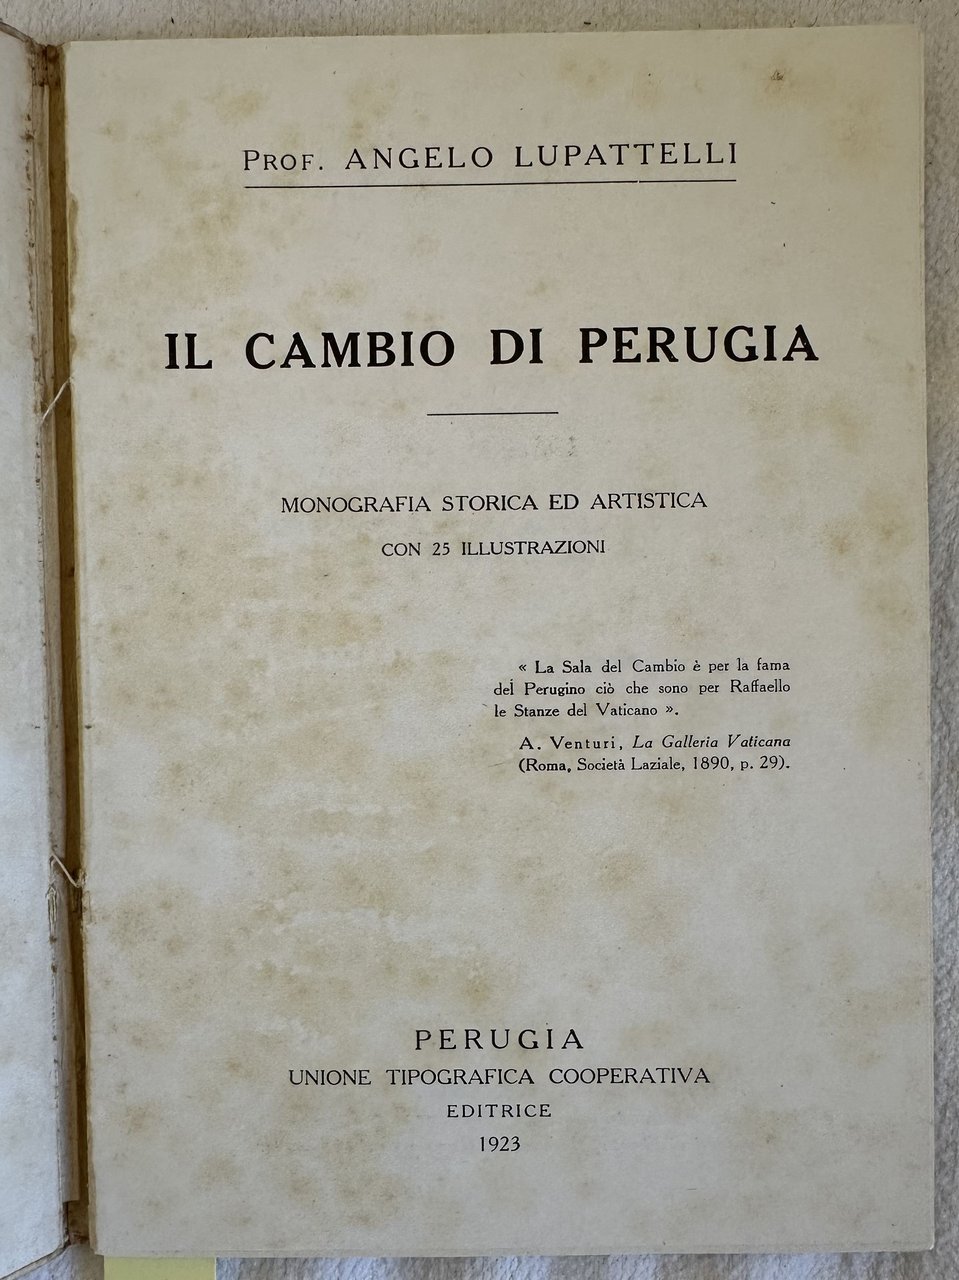 PROF. ANGELO LUPATTELLI
IL CAMBIO DI PERUGIA
MONOGRAFIA STORICA ED ARTISTICA
CON 25 ILLUSTRAZIONI
« La Sala del Cambio è per la fama
del Perugino ciò che sono per Raffaello
le Stanze del Vaticano ».
A. Venturi, La Galleria Vaticana
(Roma, Società Laziale, 1890, p. 29).
PERUGIA
UNIONE TIPOGRAFICA COOPERATIVA
EDITRICE
1923